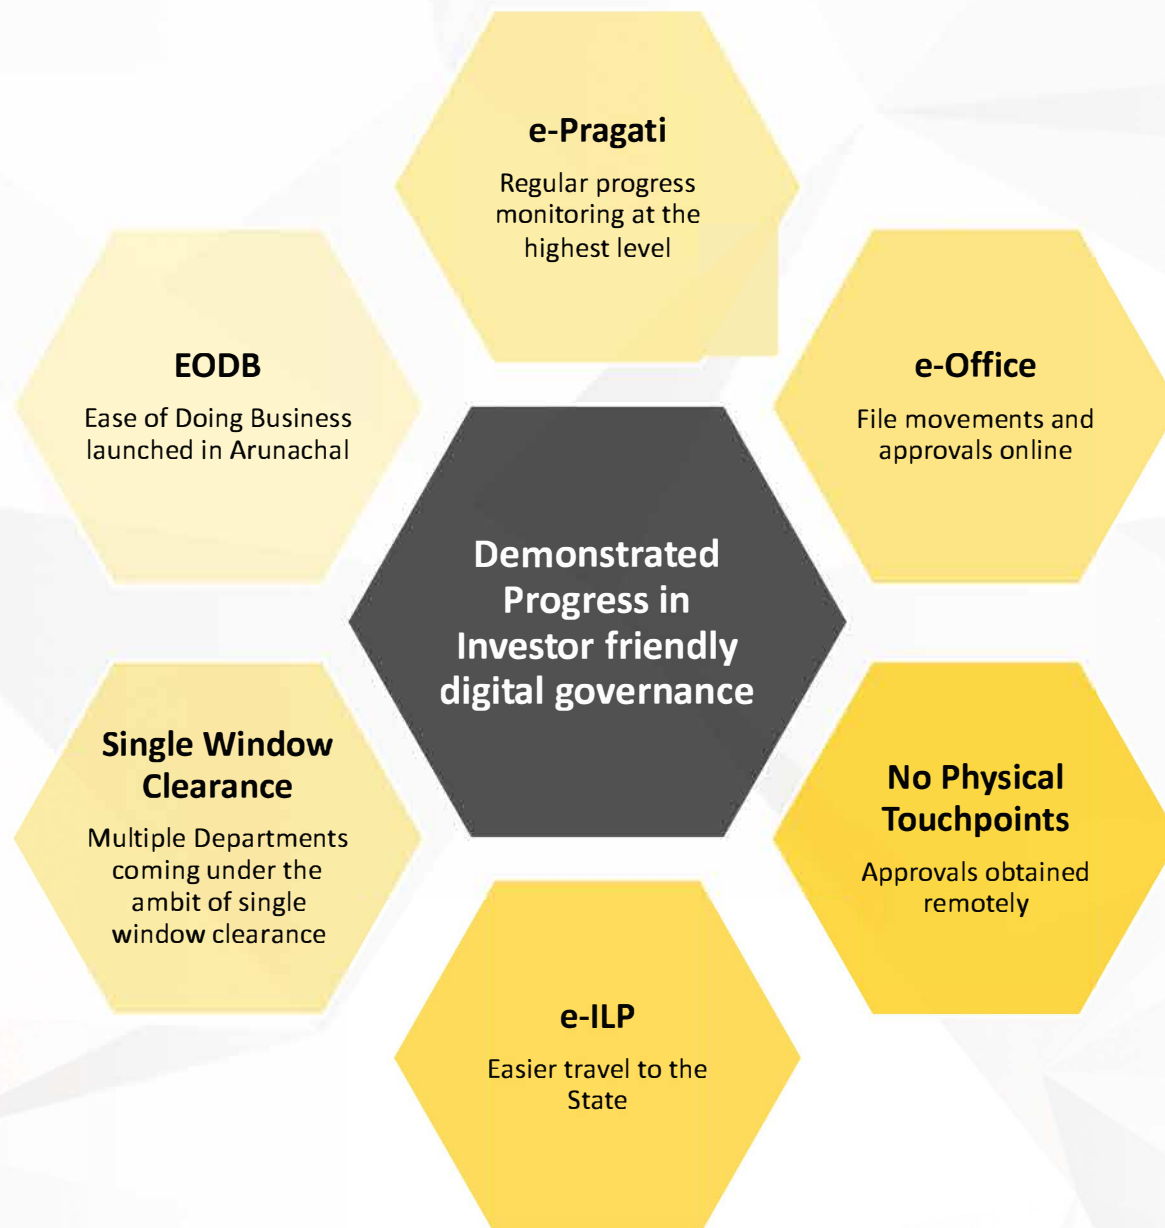 e-Pragati
Regular progress
monitoring at the
highest level
EODB
Ease of Doing Business
launched in Arunachal
e-Office
File movements and
approvals online
Demonstrated
Progress in
Investor friendly
digital governance
Single Window
Clearance
Multiple Departments
coming under the
ambit of single
window clearance
No Physical
Touchpoints
Approvals obtained
remotely
e-ILP
Easier travel to the
State